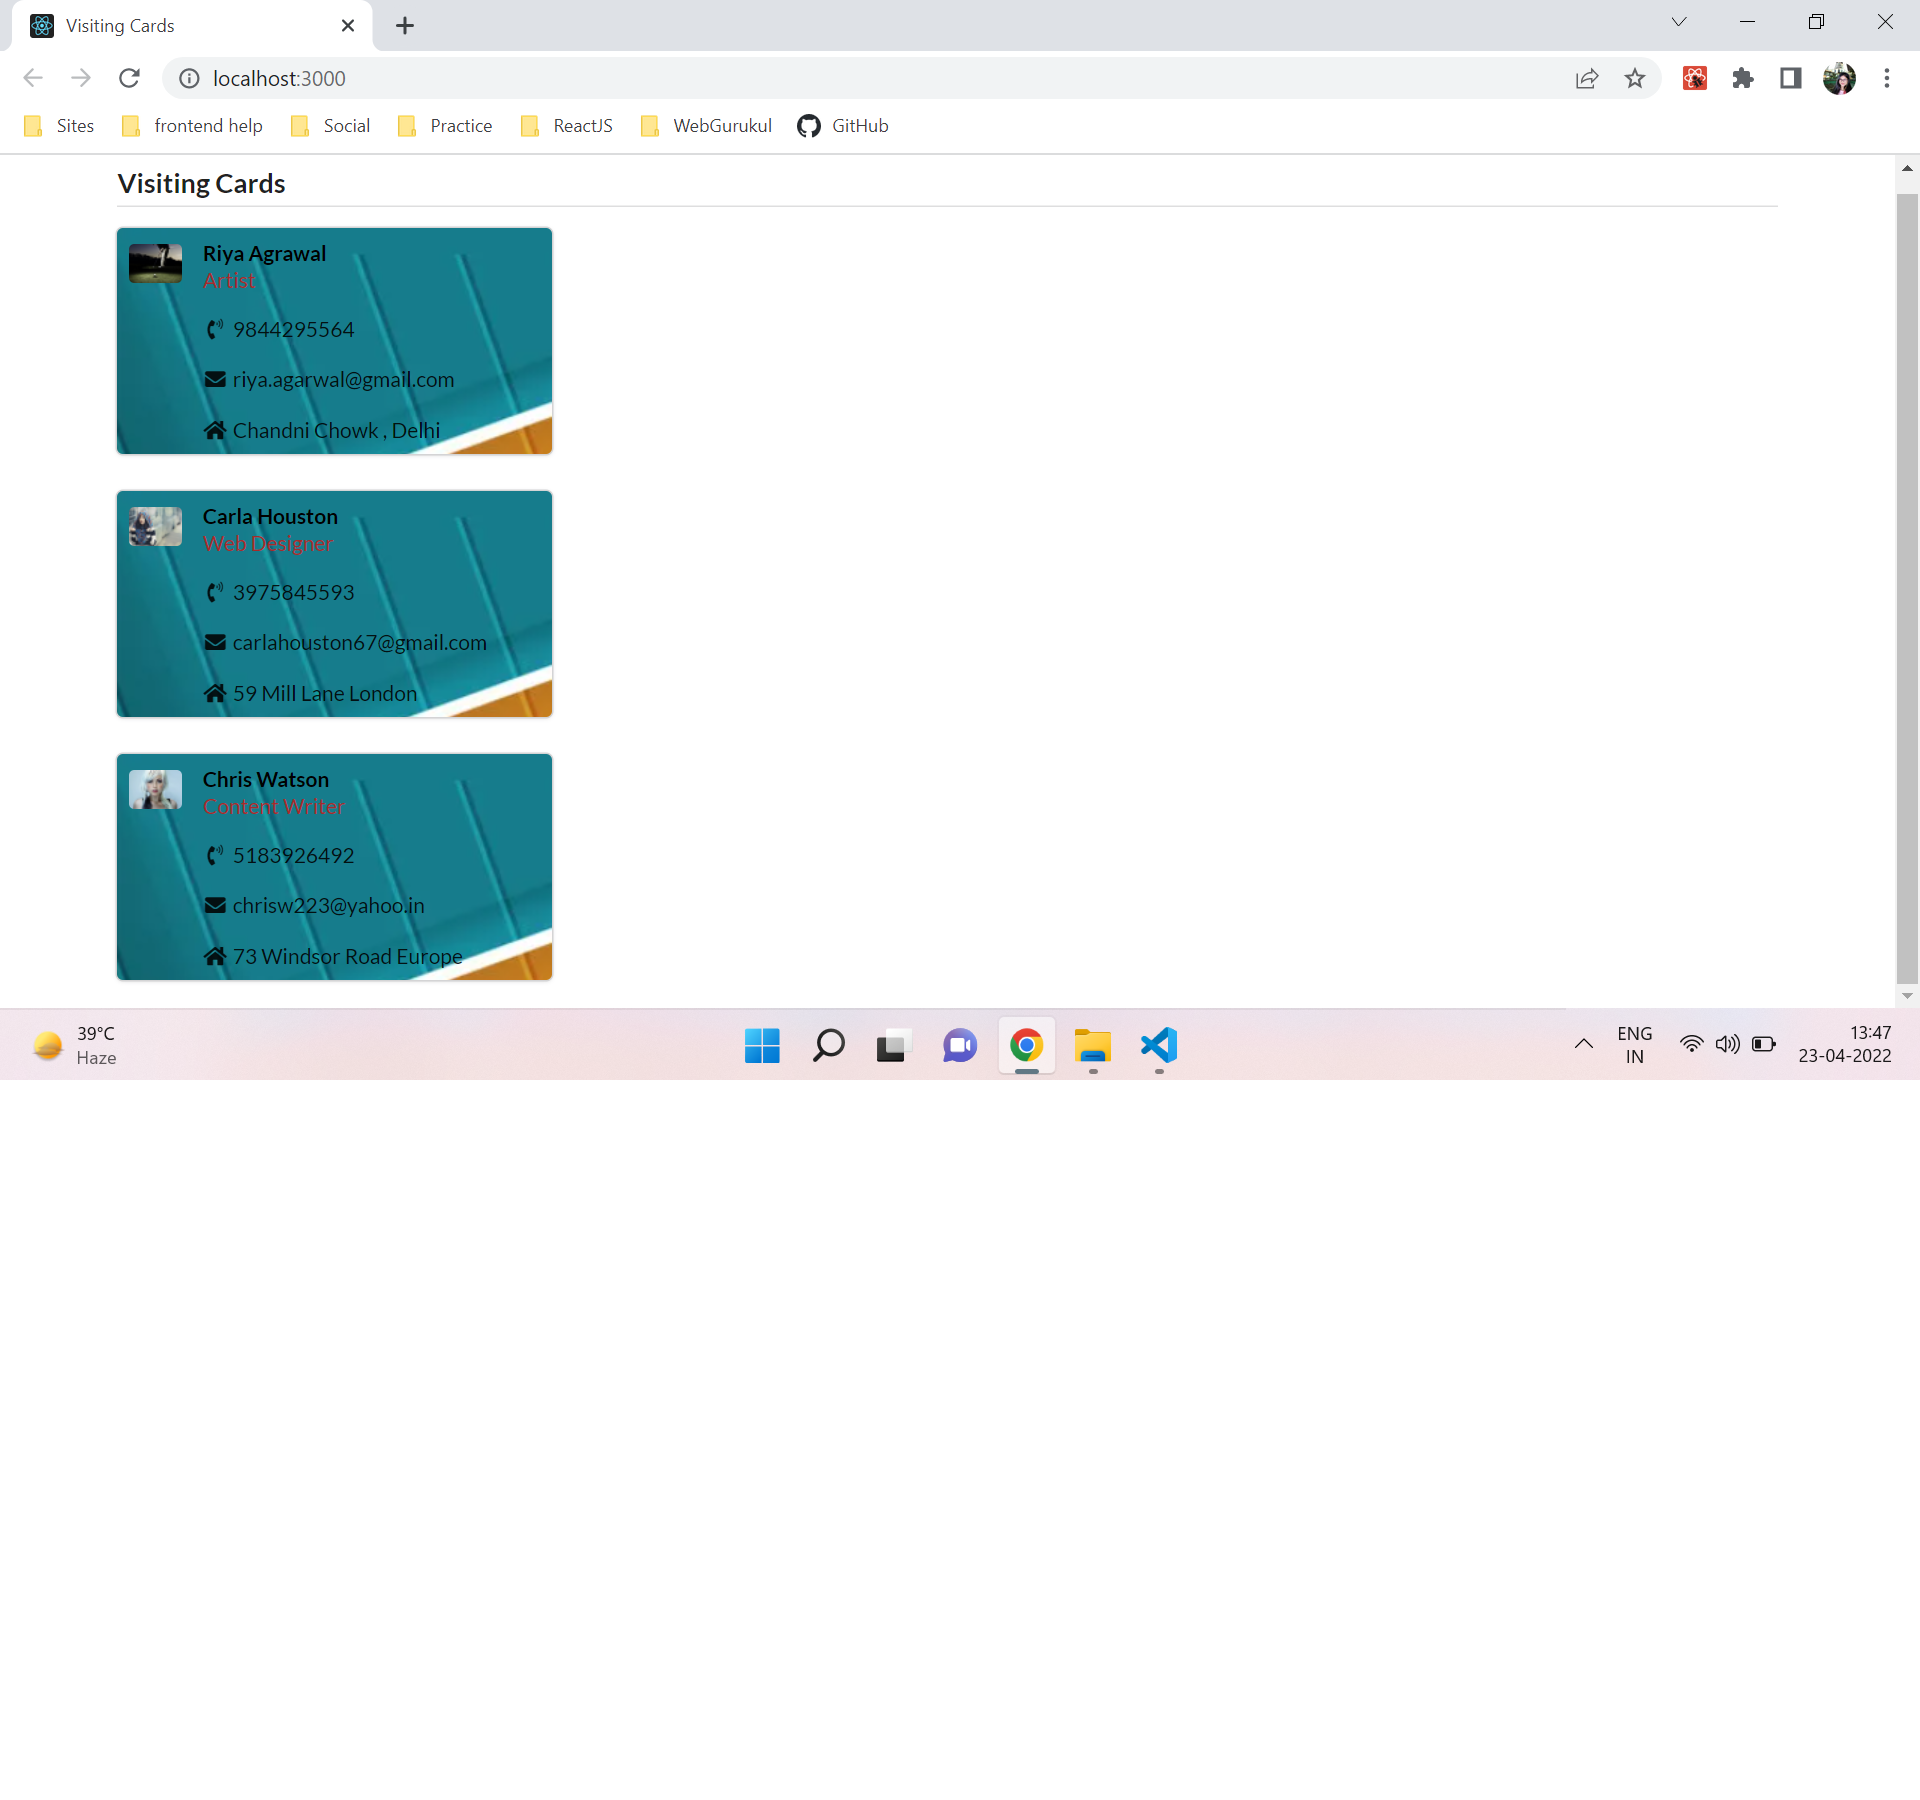 Visiting Cards
localhost:3000
Sites frontend help Social Practice ReactJS WebGurukul GitHub
Visiting Cards
Riya Agrawal
Artist
9844295564
riya.agarwal@gmail.com
Chandni Chowk , Delhi
Carla Houston
Web Designer
3975845593
carlahouston67@gmail.com
59 Mill Lane London
Chris Watson
Content Writer
5183926492
chrisw223@yahoo.in
73 Windsor Road Europe
39°C
Haze
ENG
IN
13:47
23-04-2022